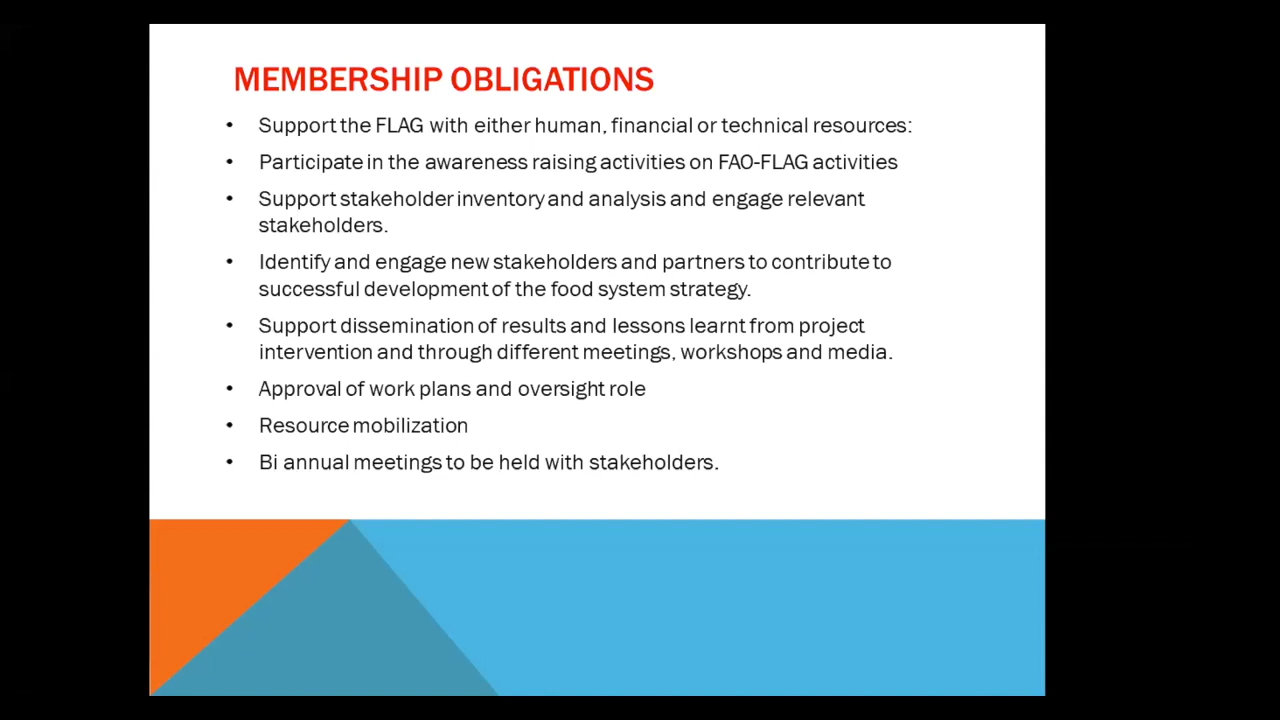 MEMBERSHIP OBLIGATIONS
• Support the FLAG with either human, financial or technical resources:
• Participate in the awareness raising activities on FAO-FLAG activities
• Support stakeholder inventory and analysis and engage relevant
stakeholders.
• Identify and engage new stakeholders and partners to contribute to
successful development of the food system strategy.
• Support dissemination of results and lessons learnt from project
intervention and through different meetings, workshops and media.
• Approval of work plans and oversight role
• Resource mobilization
• Bi annual meetings to be held with stakeholders.